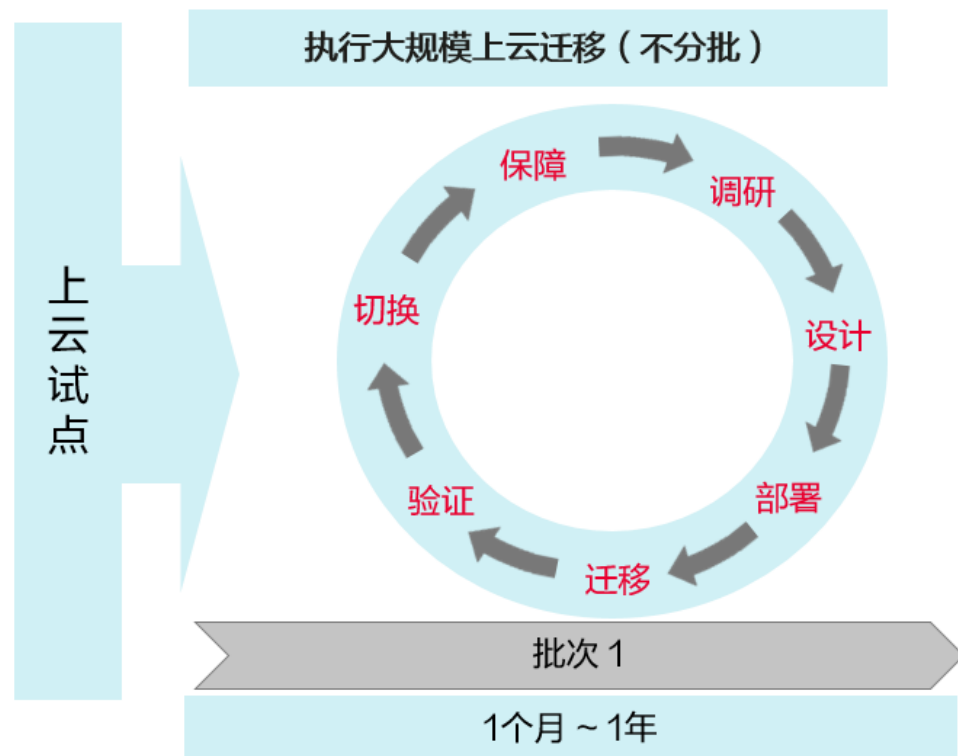 执行大规模上云迁移（不分批）
上云试点
保障
调研
设计
部署
迁移
验证
切换
批次 1
1个月 ~ 1年